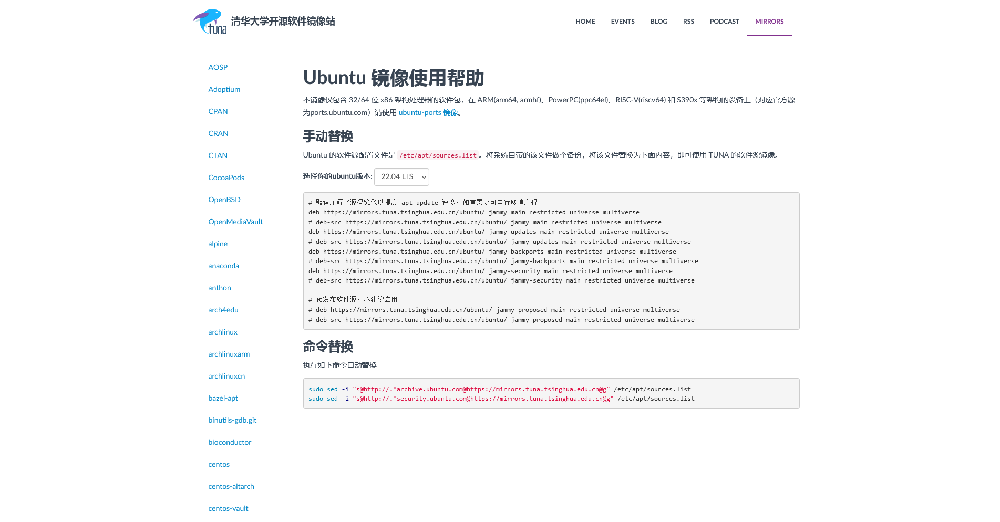 tuna
清华大学开源软件镜像站
HOME
EVENTS
BLOG
RSS
PODCAST
MIRRORS
AOSP
Adoptium
CPAN
CRAN
CTAN
CocoaPods
OpenBSD
OpenMediaVault
alpine
anaconda
anthon
arch4edu
archlinux
archlinuxarm
archlinuxcn
bazel-apt
binutils-gdb.git
bioconductor
centos
centos-altarch
centos-vault
Ubuntu 镜像使用帮助
本镜像仅包含 32/64 位 x86 架构处理器的软件包，在 ARM(arm64, armhf)、PowerPC(ppc64el)、RISC-V(riscv64) 和 S390x 等架构的设备上（对应官方源
为ports.ubuntu.com）请使用 ubuntu-ports 镜像。
手动替换
Ubuntu 的软件源配置文件是 /etc/apt/sources.list。将系统自带的该文件做个备份，将该文件替换为下面内容，即可使用 TUNA 的软件源镜像。
选择你的ubuntu版本: 22.04 LTS
# 默认注释了源码镜像以提高 apt update 速度，如有需要可自行取消注释
deb https://mirrors.tuna.tsinghua.edu.cn/ubuntu/ jammy main restricted universe multiverse
# deb-src https://mirrors.tuna.tsinghua.edu.cn/ubuntu/ jammy main restricted universe multiverse
deb https://mirrors.tuna.tsinghua.edu.cn/ubuntu/ jammy-updates main restricted universe multiverse
# deb-src https://mirrors.tuna.tsinghua.edu.cn/ubuntu/ jammy-updates main restricted universe multiverse
deb https://mirrors.tuna.tsinghua.edu.cn/ubuntu/ jammy-backports main restricted universe multiverse
# deb-src https://mirrors.tuna.tsinghua.edu.cn/ubuntu/ jammy-backports main restricted universe multiverse
deb https://mirrors.tuna.tsinghua.edu.cn/ubuntu/ jammy-security main restricted universe multiverse
# deb-src https://mirrors.tuna.tsinghua.edu.cn/ubuntu/ jammy-security main restricted universe multiverse
# 预发布软件源，不建议启用
# deb https://mirrors.tuna.tsinghua.edu.cn/ubuntu/ jammy-proposed main restricted universe multiverse
# deb-src https://mirrors.tuna.tsinghua.edu.cn/ubuntu/ jammy-proposed main restricted universe multiverse
命令替换
执行如下命令自动替换
sudo sed -i "s@http://.*archive.ubuntu.com@https://mirrors.tuna.tsinghua.edu.cn@g" /etc/apt/sources.list
sudo sed -i "s@http://.*security.ubuntu.com@https://mirrors.tuna.tsinghua.edu.cn@g" /etc/apt/sources.list